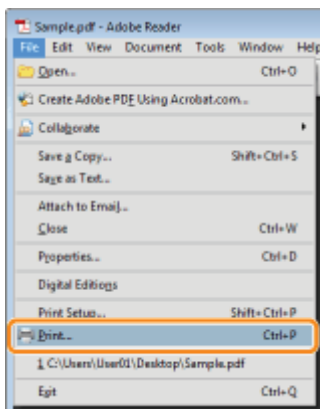 Sample.pdf - Adobe Reader
File Edit View Document Tools Window Help
Open... Ctrl+O
Create Adobe PDF Using Acrobat.com...
Collaborate
Save a Copy... Shift+Ctrl+S
Save as Text...
Attach to Email...
Close Ctrl+W
Properties... Ctrl+D
Digital Editions
Print Setup... Shift+Ctrl+P
Print... Ctrl+P
1 C:\Users\User01\Desktop\Sample.pdf
Exit Ctrl+Q